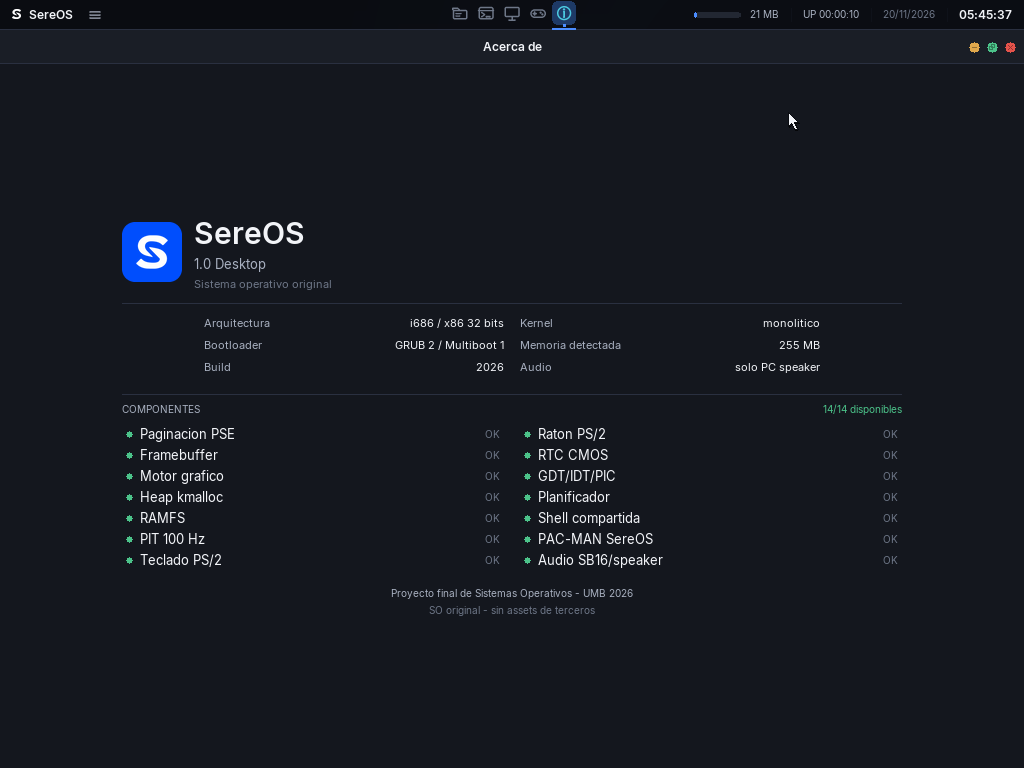 SereOS 21 MB UP 00:00:10 20/11/2026 05:45:37
Acerca de
SereOS
1.0 Desktop
Sistema operativo original
Arquitectura i686 / x86 32 bits Kernel monolitico
Bootloader GRUB 2 / Multiboot 1 Memoria detectada 255 MB
Build 2026 Audio solo PC speaker
COMPONENTES 14/14 disponibles
Paginacion PSE OK Raton PS/2 OK
Framebuffer OK RTC CMOS OK
Motor grafico OK GDT/IDT/PIC OK
Heap kmalloc OK Planificador OK
RAMFS OK Shell compartida OK
PIT 100 Hz OK PAC-MAN SereOS OK
Teclado PS/2 OK Audio SB16/speaker OK
Proyecto final de Sistemas Operativos - UMB 2026
SO original - sin assets de terceros